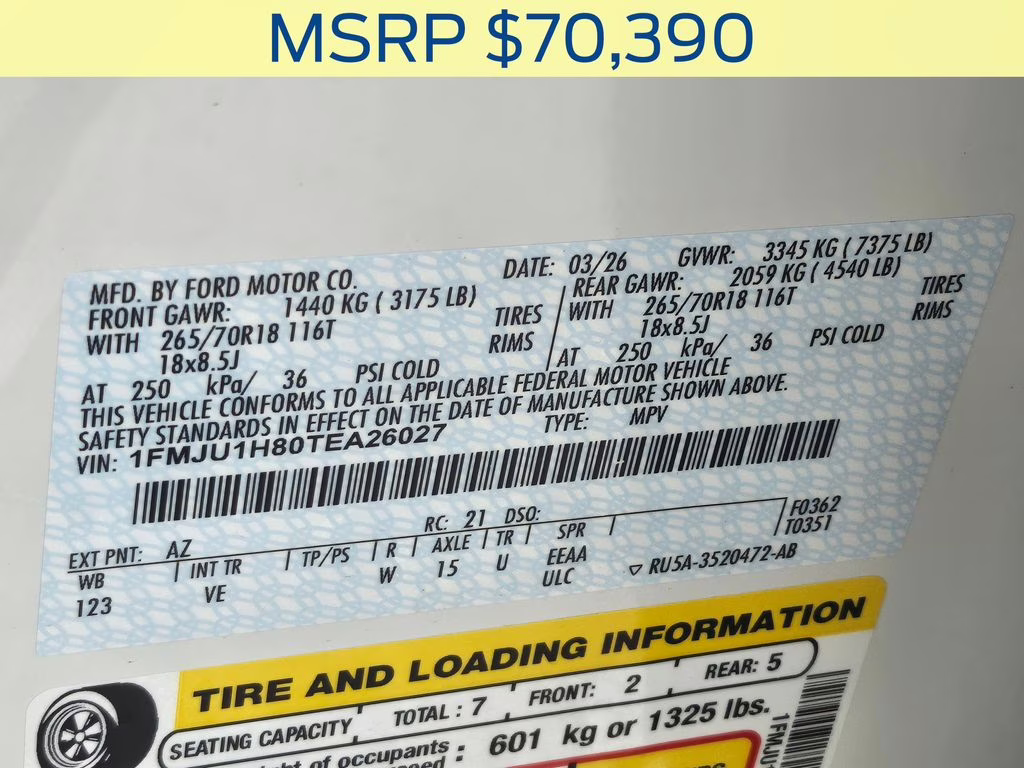 MSRP $70,390
MFD. BY FORD MOTOR CO.
DATE: 03/26 GVWR: 3345 KG ( 7375 LB)
FRONT GAWR: 1440 KG ( 3175 LB)
WITH 265/70R18 116T TIRES
18x8.5J RIMS
AT 250 kPa/ 36 PSI COLD
REAR GAWR: 2059 KG ( 4540 LB)
WITH 265/70R18 116T TIRES
18x8.5J RIMS
AT 250 kPa/ 36 PSI COLD
THIS VEHICLE CONFORMS TO ALL APPLICABLE FEDERAL MOTOR VEHICLE
SAFETY STANDARDS IN EFFECT ON THE DATE OF MANUFACTURE SHOWN ABOVE.
VIN: 1FMJU1H80TEA26027 TYPE: MPV
EXT PNT: AZ RC: 21 DSO: F0362
WB INT TR TP/PS R AXLE TR SPR T0351
123 VE W 15 U EEAA
ULC ▽ RU5A-3520472-AB
TIRE AND LOADING INFORMATION
SEATING CAPACITY TOTAL : 7 FRONT: 2 REAR: 5
of occupants : 601 kg or 1325 lbs.
1FMJU